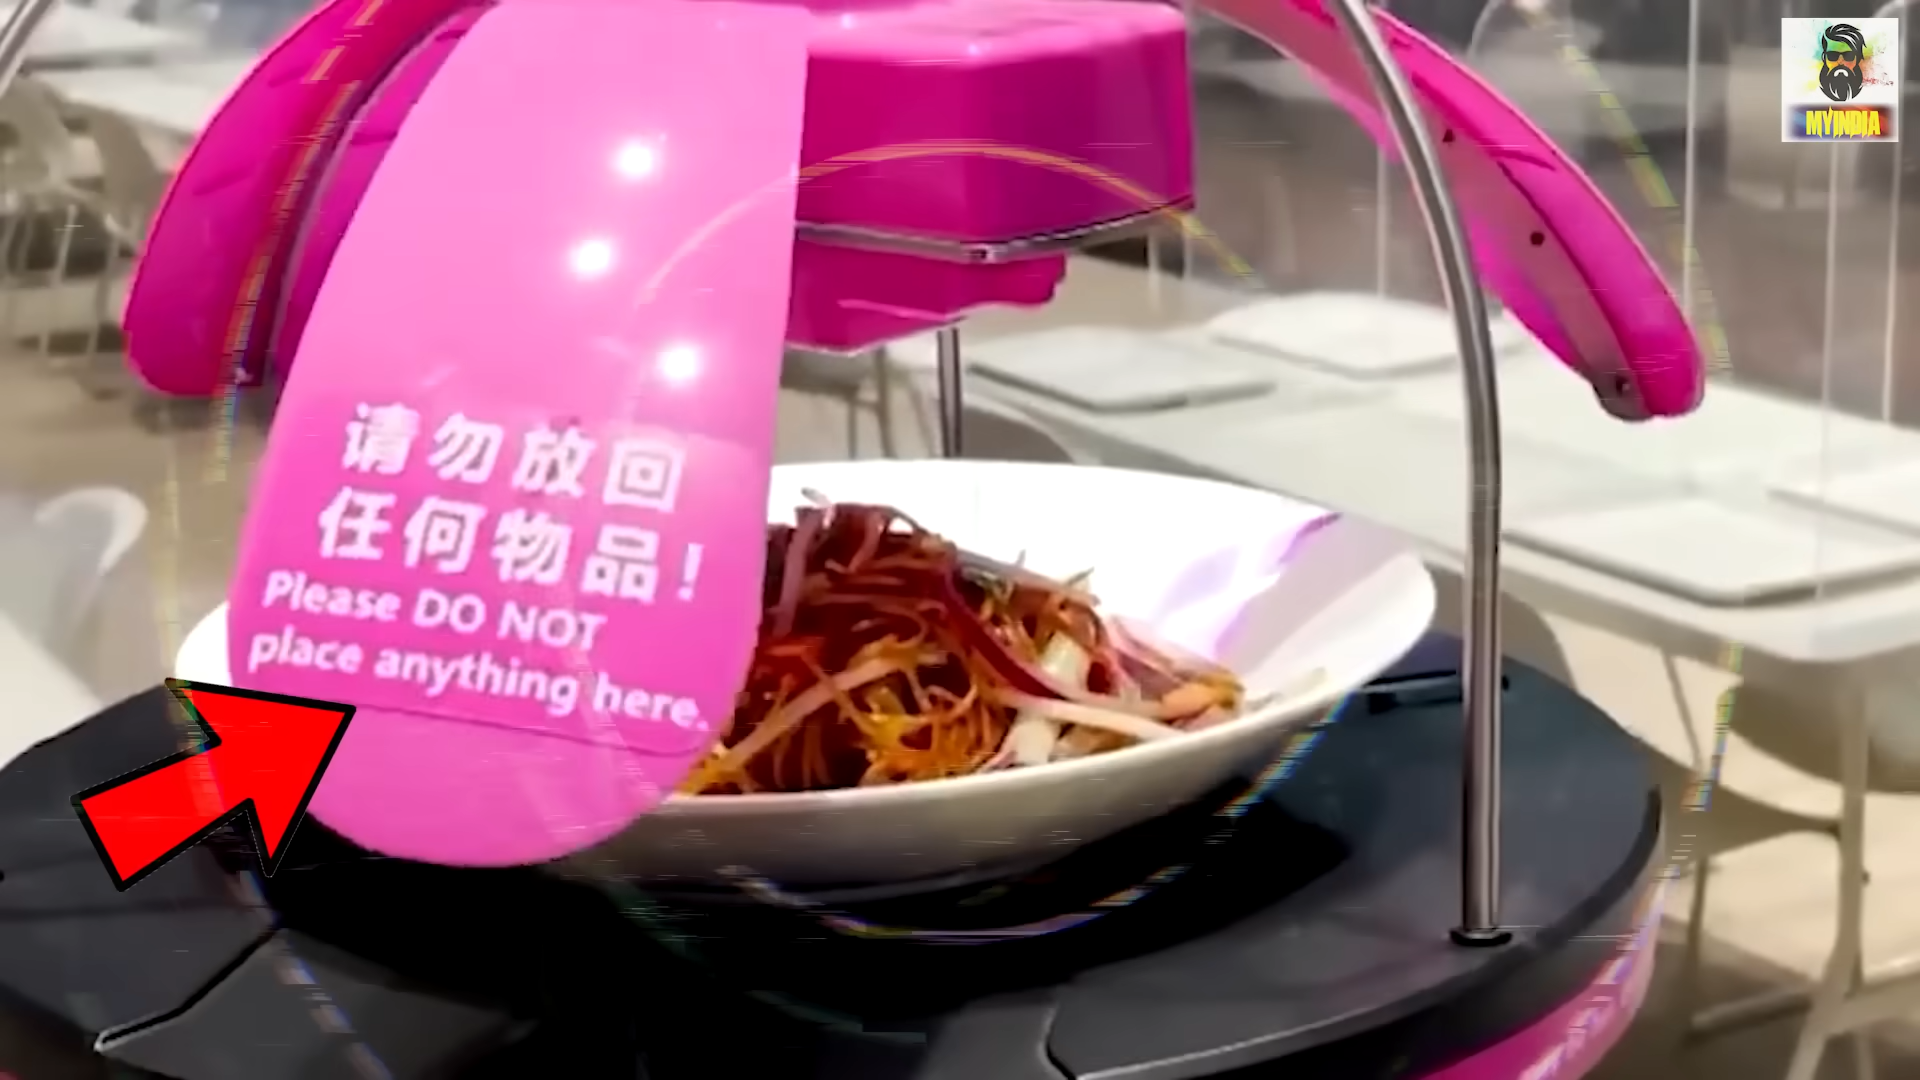 请勿放回
任何物品!
Please DO NOT
place anything here.
MYINDIA